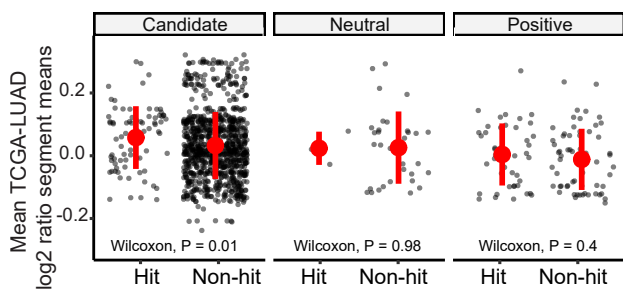 Candidate Neutral Positive
Mean TCGA-LUAD
log2 ratio segment means
0.2
0.0
-0.2
Wilcoxon, P = 0.01 Wilcoxon, P = 0.98 Wilcoxon, P = 0.4
Hit Non-hit Hit Non-hit Hit Non-hit